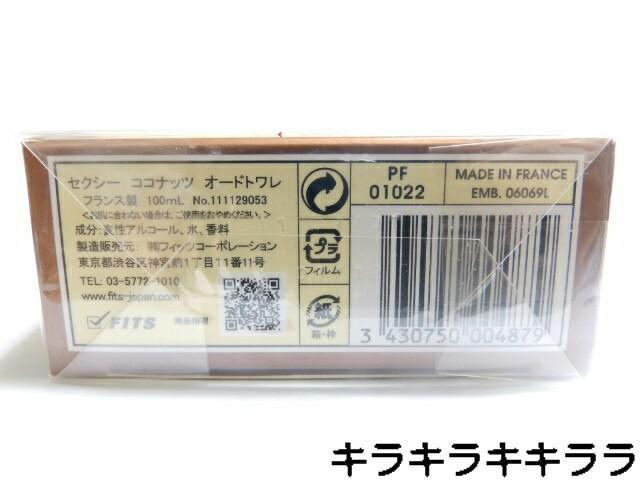 セクシー ココナッツ オードトワレ
フランス製 100mL No.111129053
<お肌に合わない場合は、ご使用をおやめください。>
成分:変性アルコール、水、香料
製造販売元:㈱フィッツコーポレーション
東京都渋谷区神宮前1丁目11番11号
TEL: 03-5772-1010
www.fits-japan.com
FITS 商品情報
プラ
フィルム
紙
箱・枠
PF
01022
MADE IN FRANCE
EMB. 06069L
3 430750 004879
キラキラキキララ